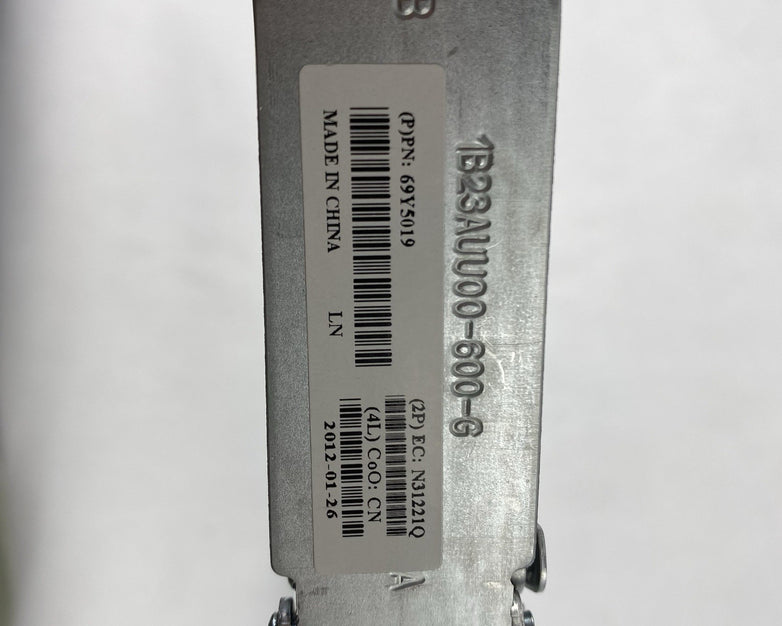 B
1B23AUU00-600-G
(P)PN: 69Y5019
MADE IN CHINA LN
(2P) EC: N31221Q
(4L) CoO: CN
2012-01-26
A